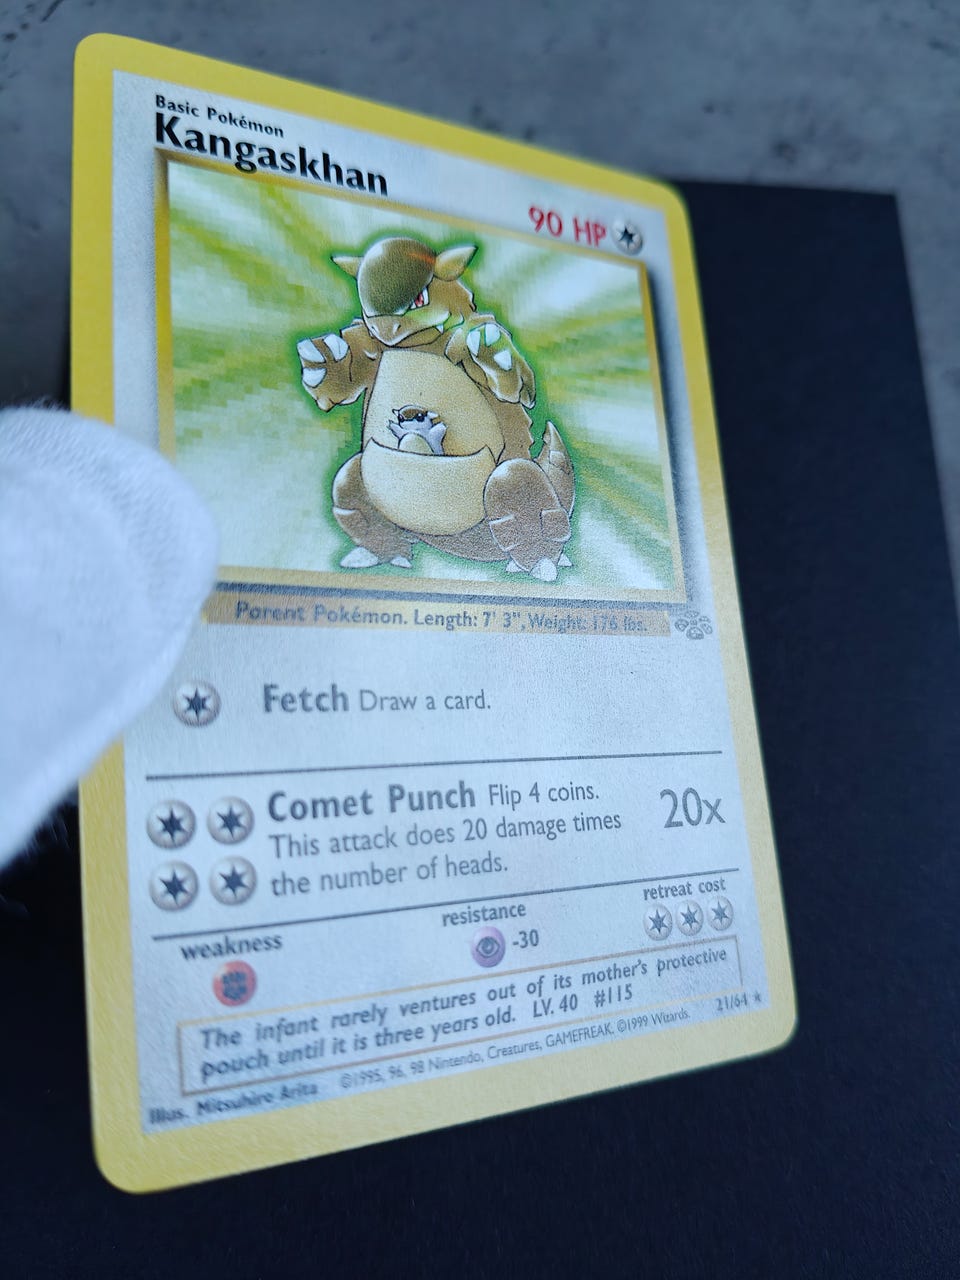 Basic Pokémon
Kangaskhan
90 HP
Parent Pokémon. Length: 7' 3", Weight: 176 lbs.
Fetch Draw a card.
Comet Punch Flip 4 coins.
This attack does 20 damage times
the number of heads.
20x
weakness
resistance
-30
retreat cost
The infant rarely ventures out of its mother's protective
pouch until it is three years old. LV. 40 #115
Illus. Mitsuhiro Arita
©1995, 96, 98 Nintendo, Creatures, GAMEFREAK. ©1999 Wizards.
21/64 ★